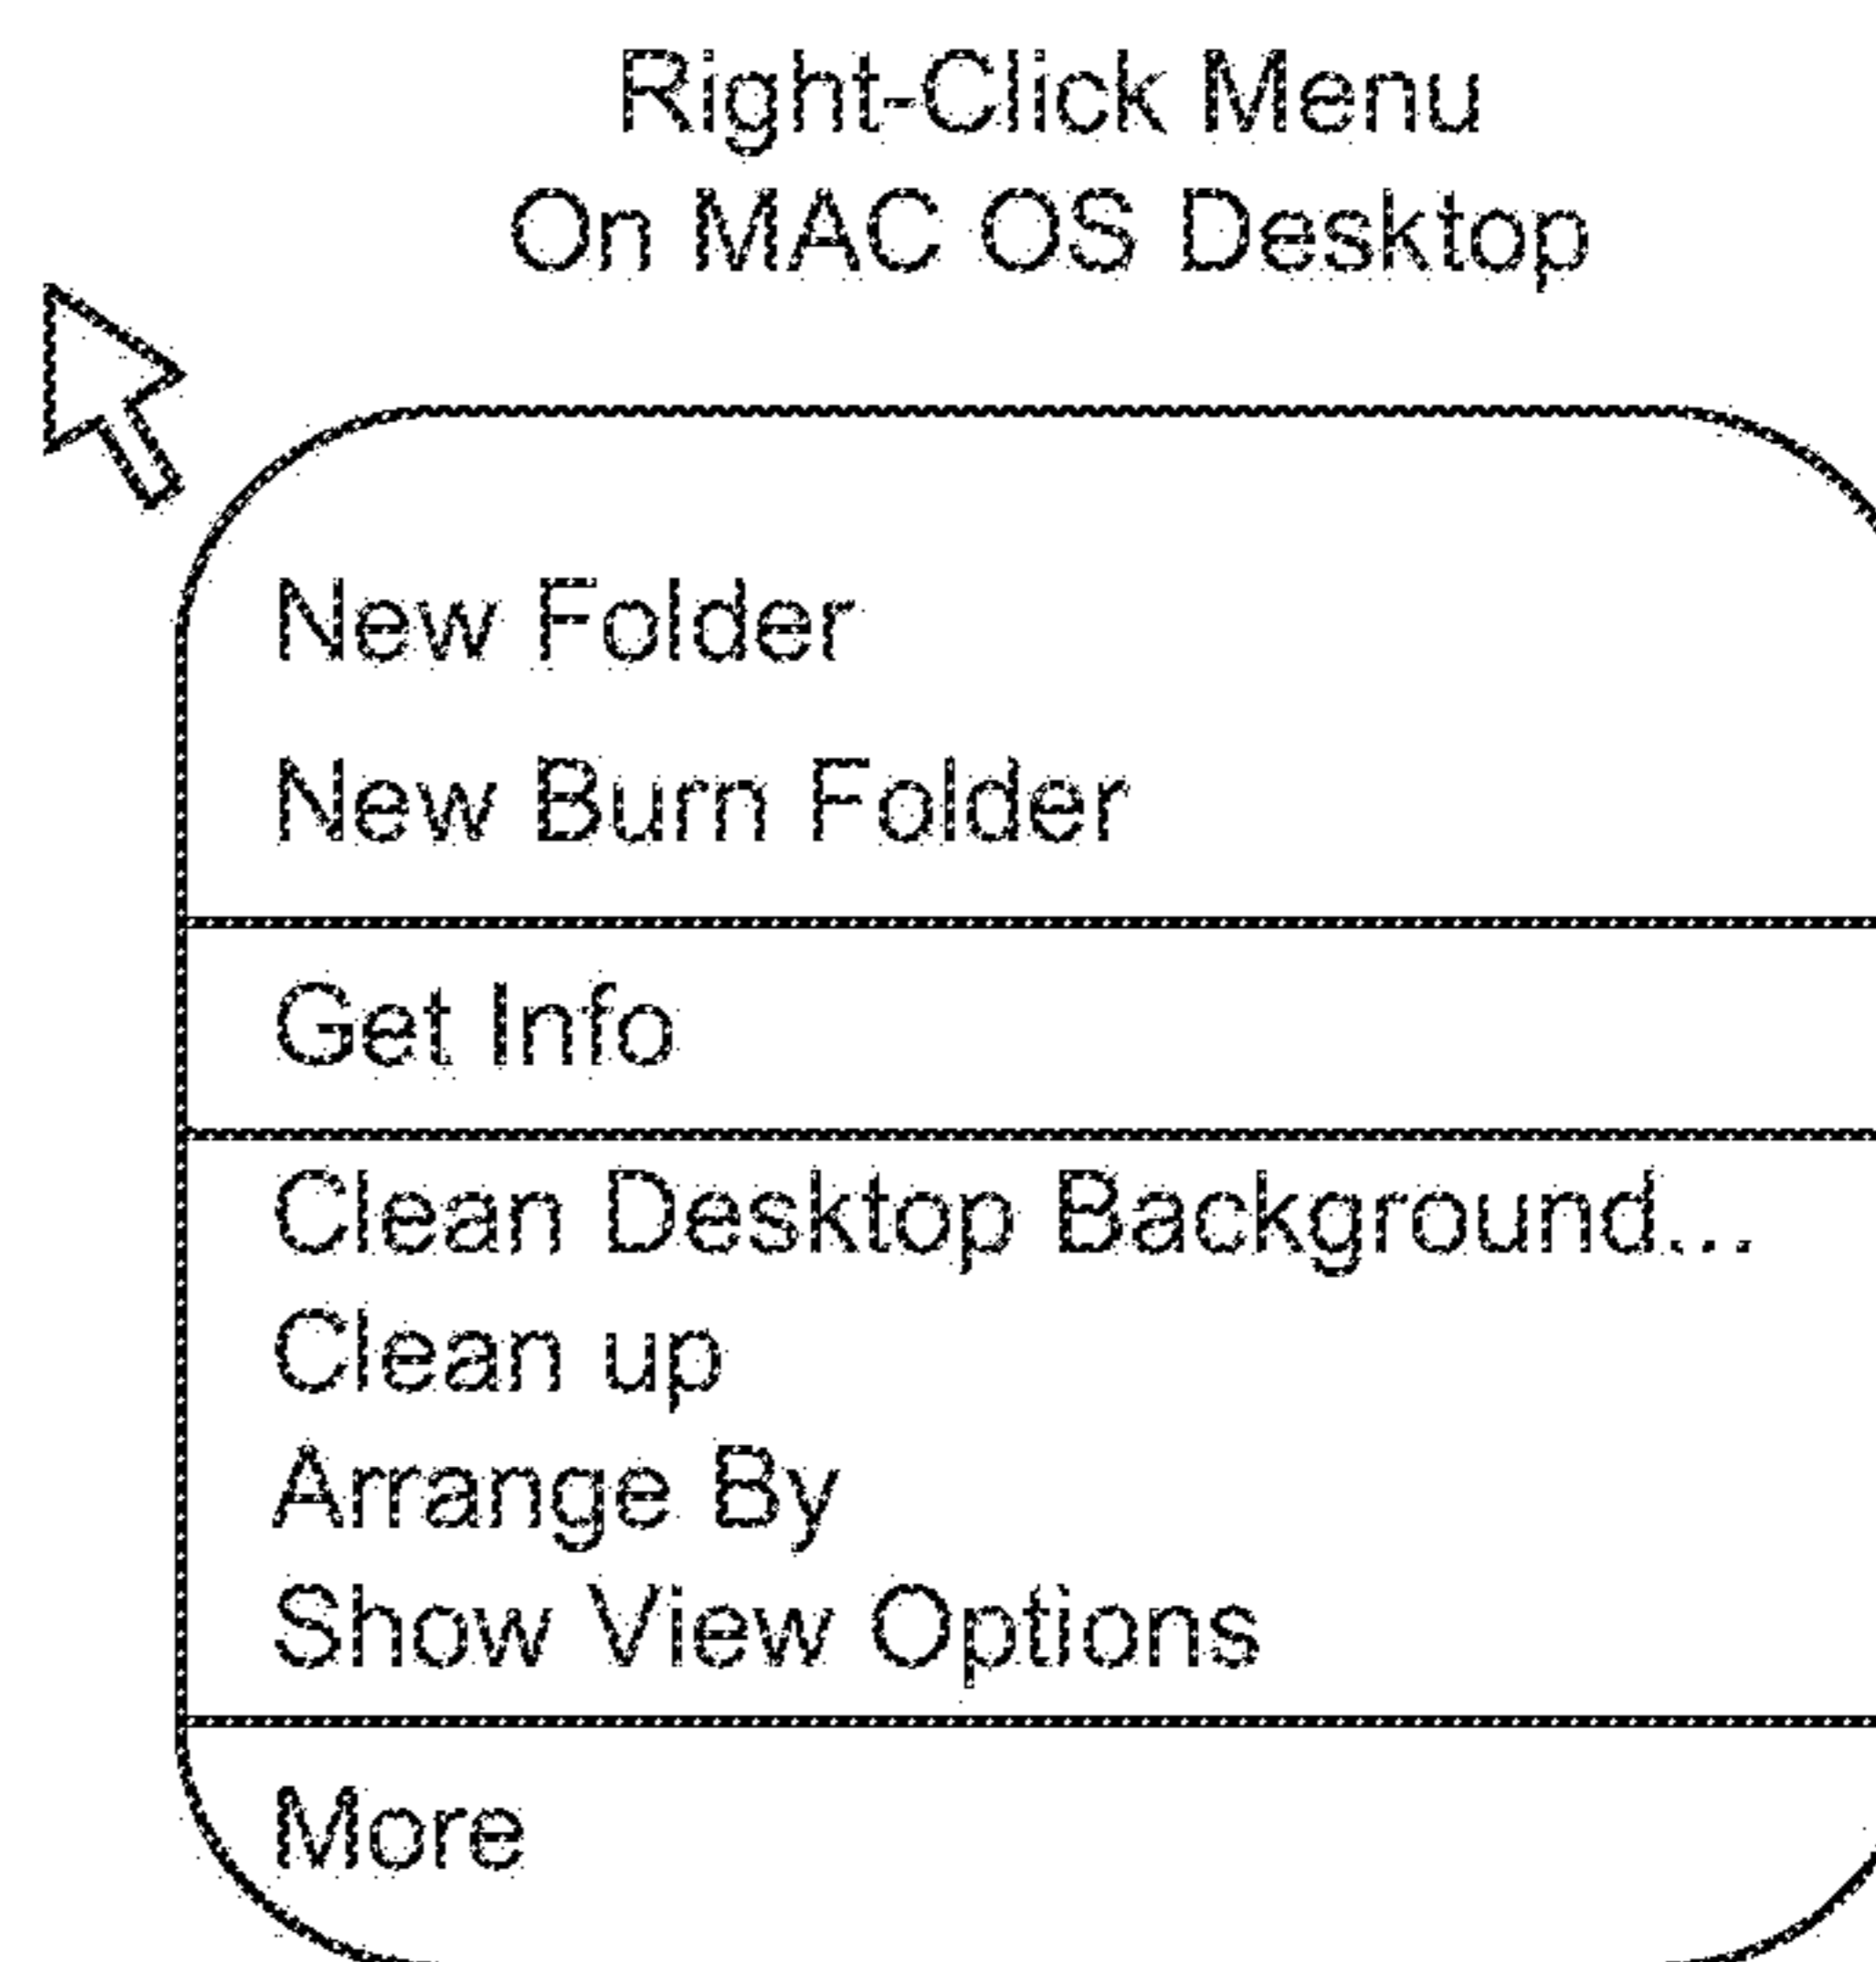 Right-Click Menu
On MAC OS Desktop
New Folder
New Burn Folder
Get Info
Clean Desktop Background...
Clean up
Arrange By
Show View Options
More